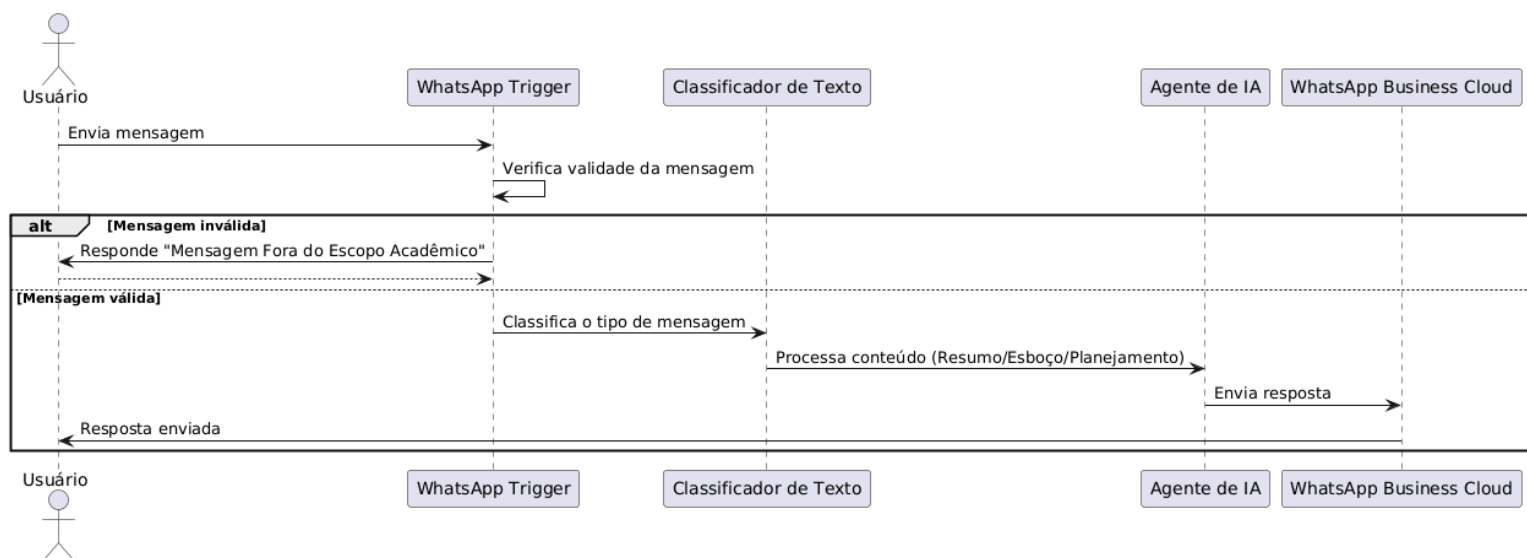 Usuário
WhatsApp Trigger
Classificador de Texto
Agente de IA
WhatsApp Business Cloud
Envia mensagem
Verifica validade da mensagem
alt
[Mensagem inválida]
Responde "Mensagem Fora do Escopo Acadêmico"
[Mensagem válida]
Classifica o tipo de mensagem
Processa conteúdo (Resumo/Esboço/Planejamento)
Envia resposta
Resposta enviada
Usuário
WhatsApp Trigger
Classificador de Texto
Agente de IA
WhatsApp Business Cloud